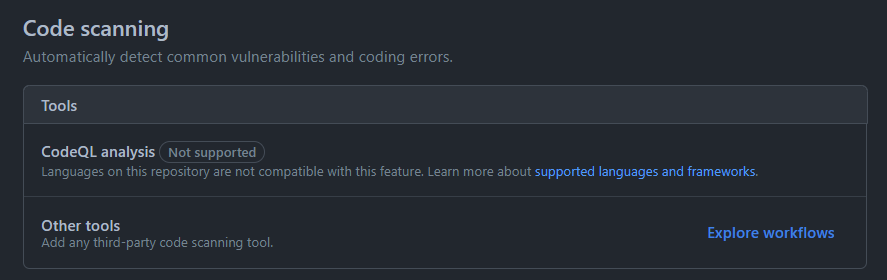 Code scanning
Automatically detect common vulnerabilities and coding errors.
Tools
CodeQL analysis Not supported
Languages on this repository are not compatible with this feature. Learn more about supported languages and frameworks.
Other tools
Add any third-party code scanning tool.
Explore workflows